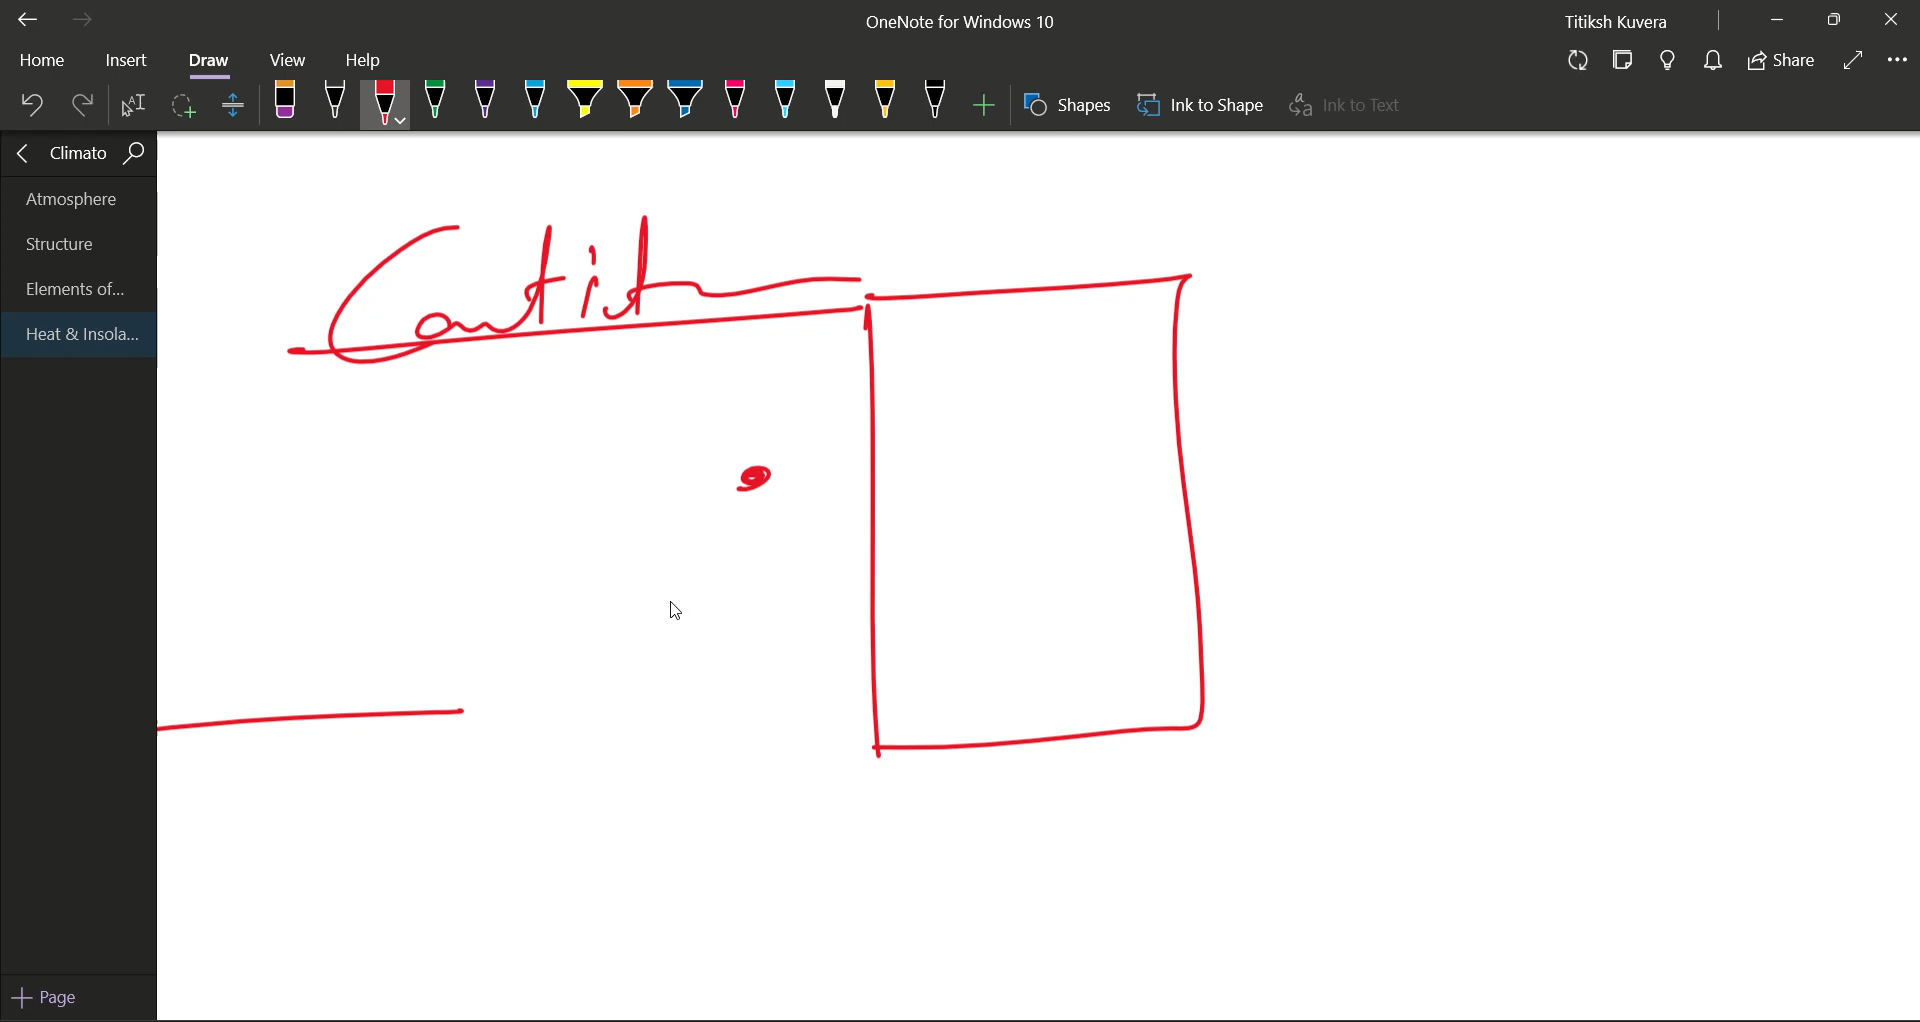 OneNote for Windows 10
Titiksh Kuvera
Home Insert Draw View Help
Share
Shapes Ink to Shape Ink to Text
Climato
Atmosphere
Structure
Elements of...
Heat & Insola...
Page